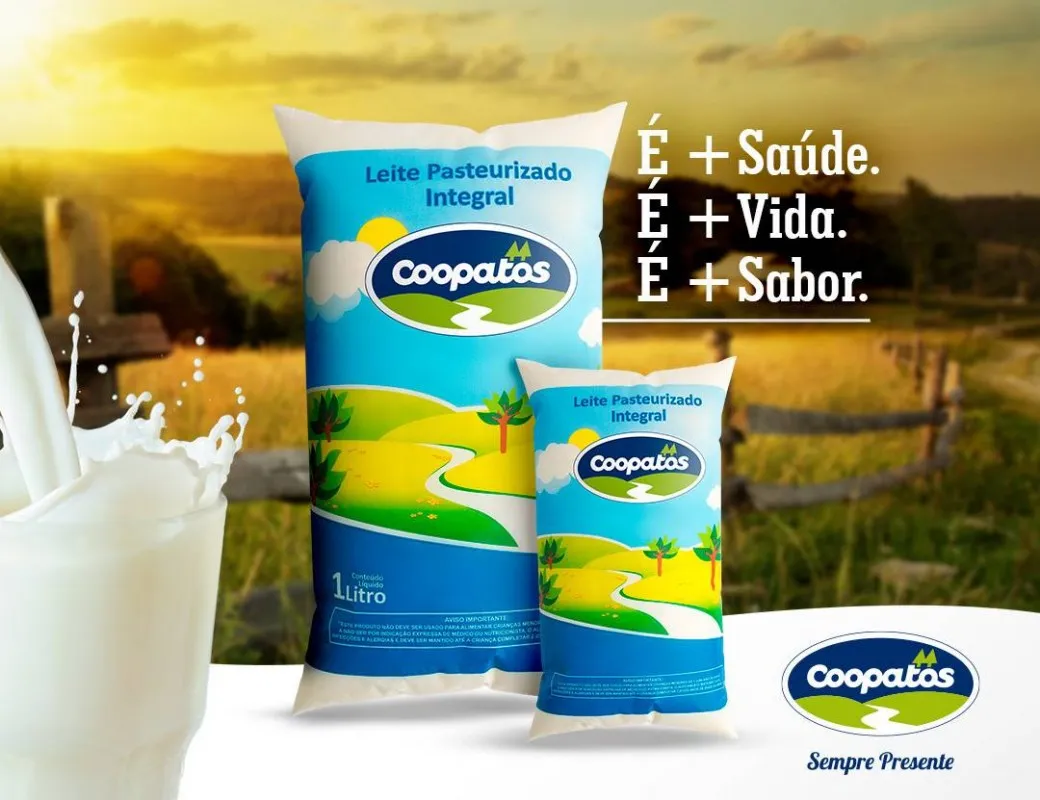 É + Saúde.
É + Vida.
É + Sabor.
Leite Pasteurizado
Integral
Coopatos
1 Litro
Conteúdo
Líquido
AVISO IMPORTANTE
Leite Pasteurizado
Integral
Coopatos
Coopatos
Sempre Presente